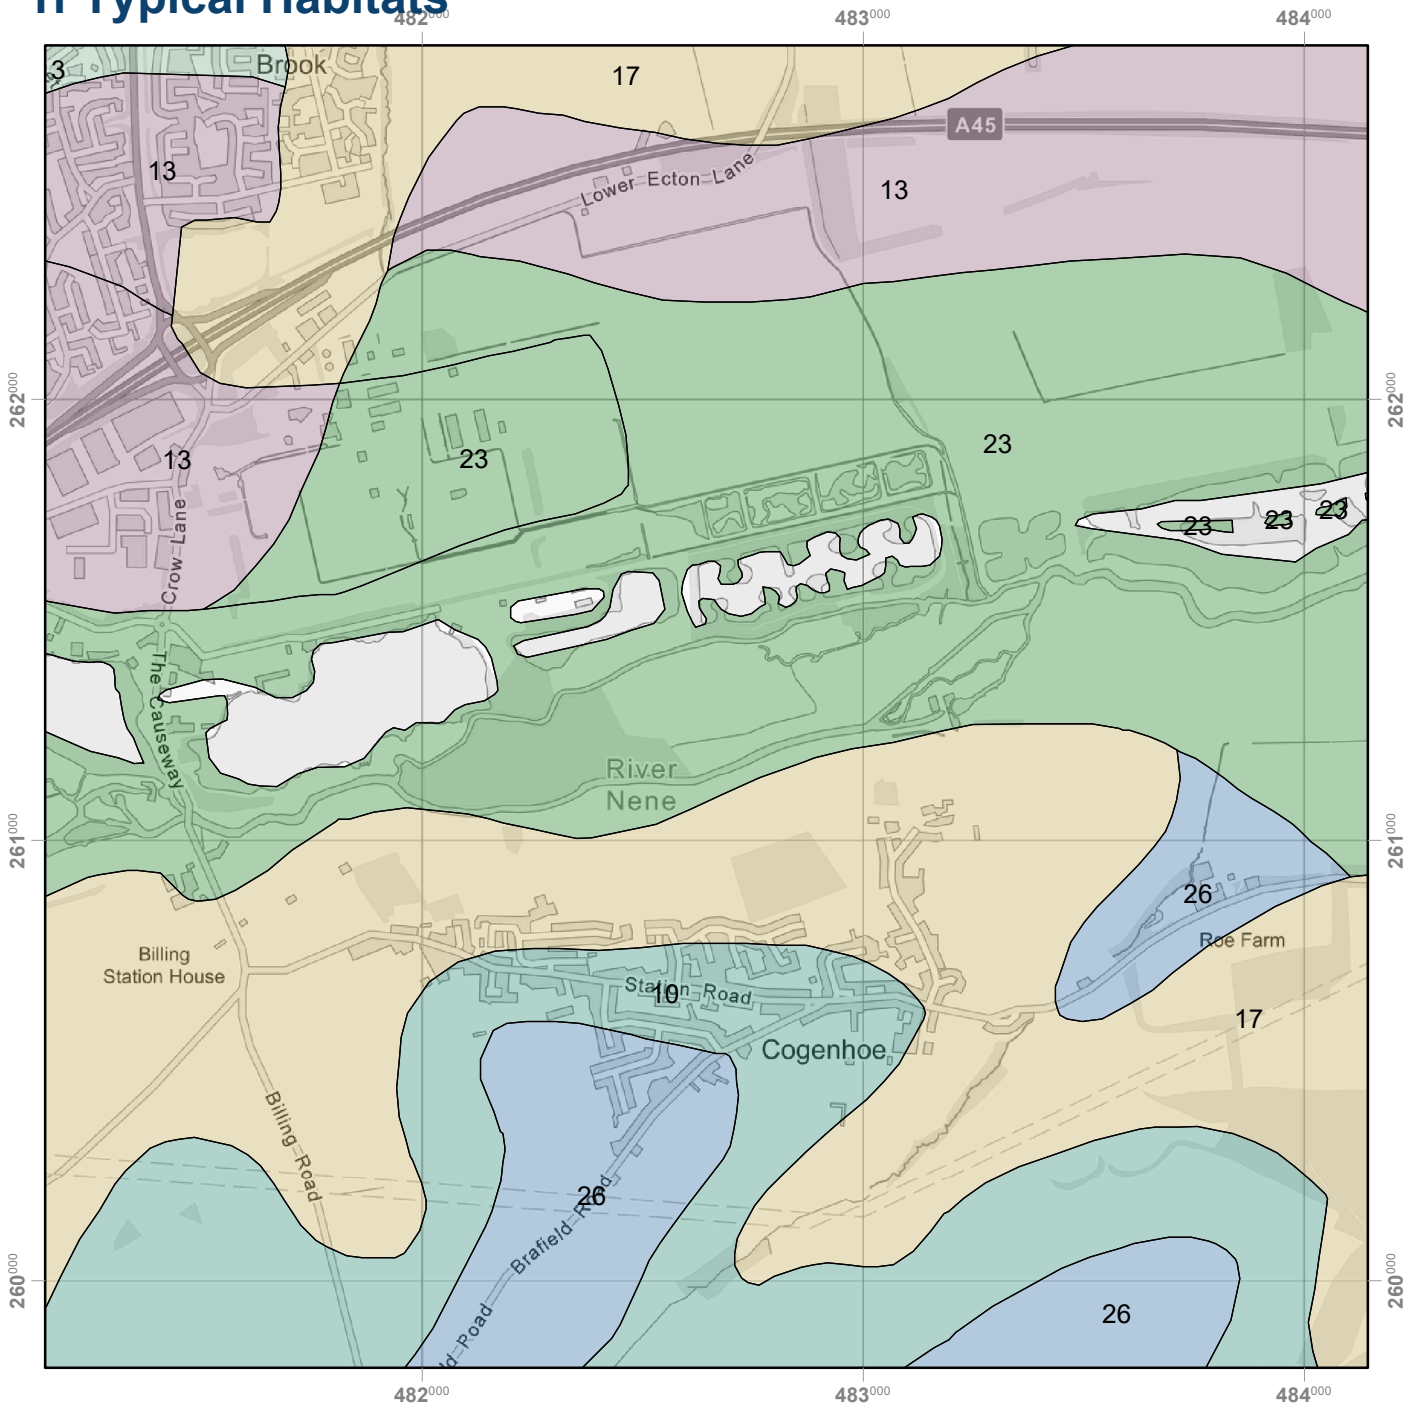 Typical Habitats
482000
483000
484000
3
Brook
17
A45
13
Lower Ecton Lane
13
262000
262000
13
23
23
23
23
23
Crow Lane
The Causeway
River
Nene
261000
261000
26
Billing
Station House
Roe Farm
10
Station Road
17
Cogenhoe
Billing Road
26
Brafield Road
260000
260000
26
ld Road
482000
483000
484000